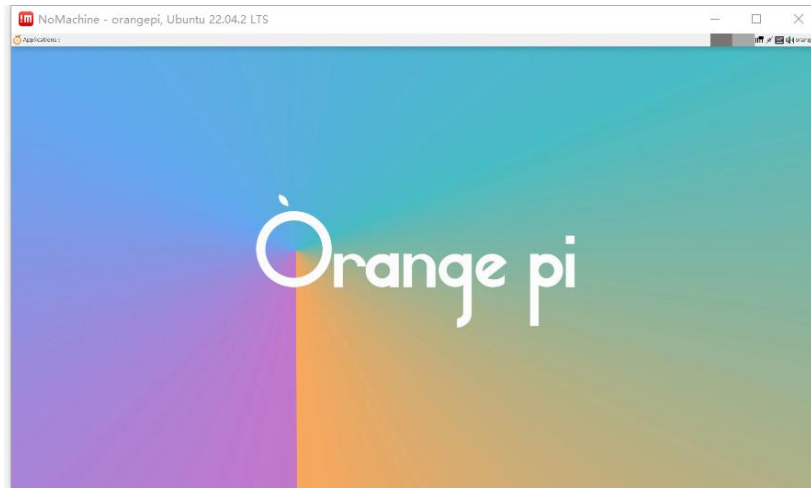 NoMachine - orangepi, Ubuntu 22.04.2 LTS
Applications :
Orange pi